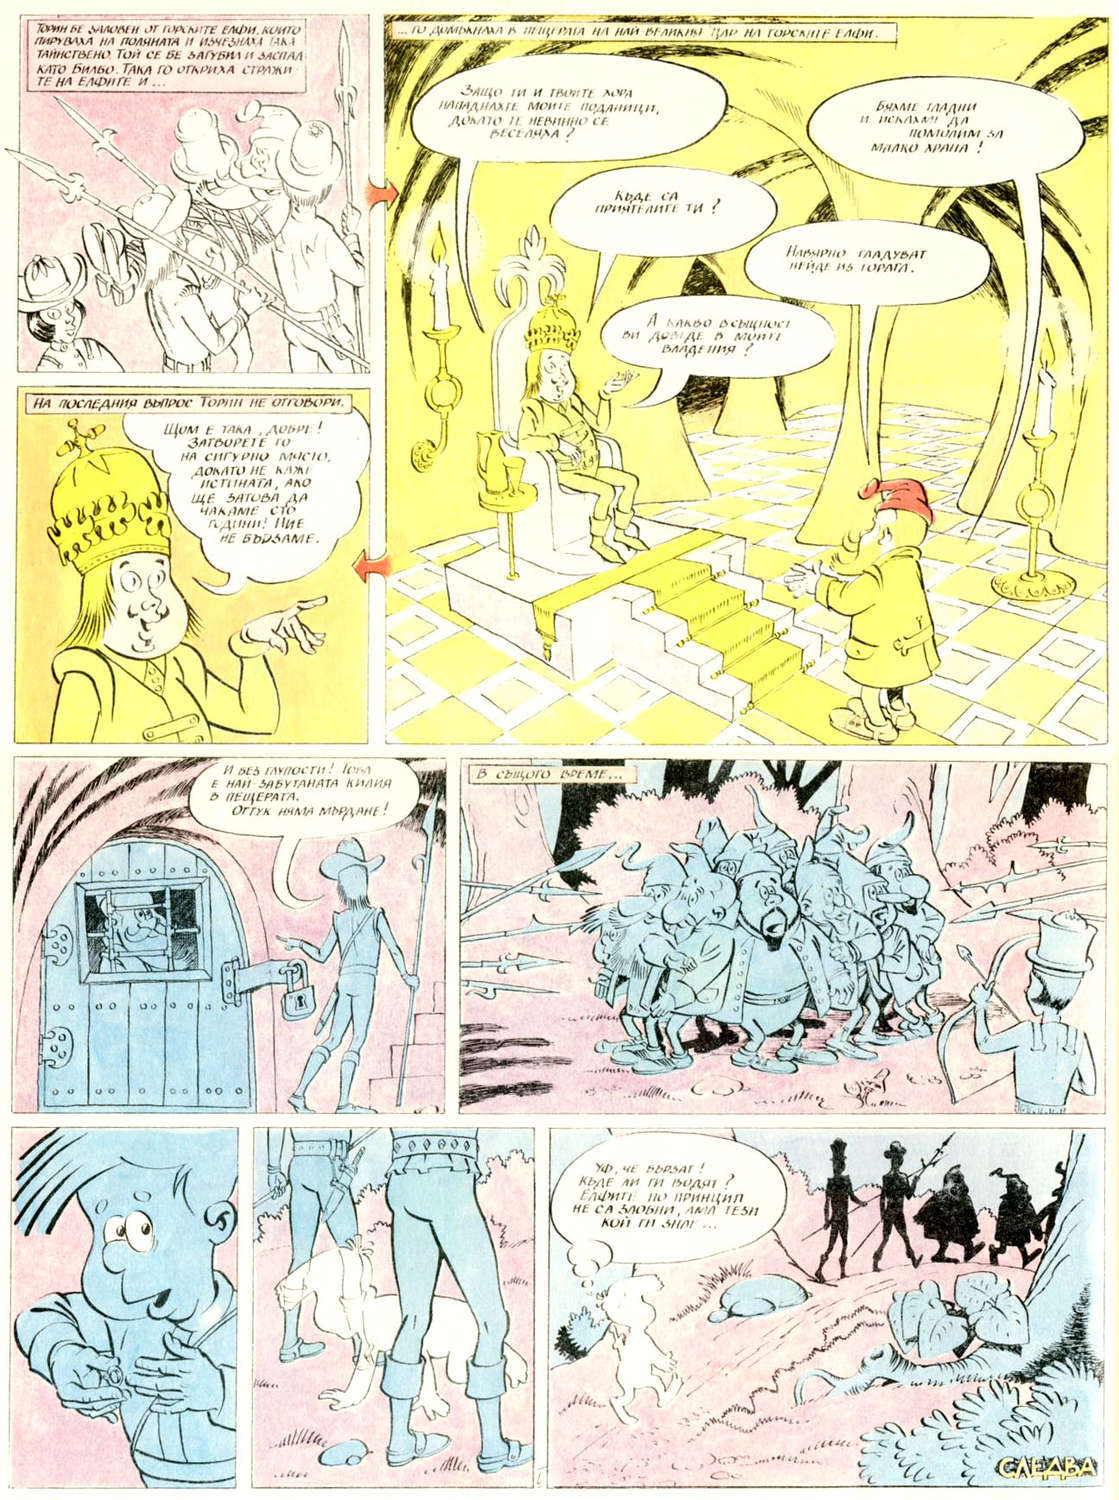 Торин бе заловен от горските елфи, които
пируваха на поляната и изчезнаха така
тайнствено. Той се бе загубил и заспал
като Билбо. Така го откриха стражи-
те на елфите и ...
... го домъкнаха в пещерата на най великия цар на горските елфи.
Защо ти и твоите хора
нападнахте моите поданици,
докато те невинно се
веселяха?
Бяхме гладни
и искахме да
помолим за
малко храна!
Къде са
приятелите ти?
Навярно гладуват
нейде из гората.
А какво всъщност
ви доведе в моите
владения?
На последния въпрос Торин не отговори.
Щом е така, добре!
Затворете го
на сигурно място,
докато не каже
истината, ако
ще затова да
чакаме сто
години! Ние
не бързаме.
И без глупости! Това
е най-забутаната килия
в пещерата.
Оттук няма мърдане!
В същото време...
Уф, че бързат!
Къде ли ги водят?
Елфите по принцип
не са злобни, ама тези
кой ги знае ...
СЛЕДВА